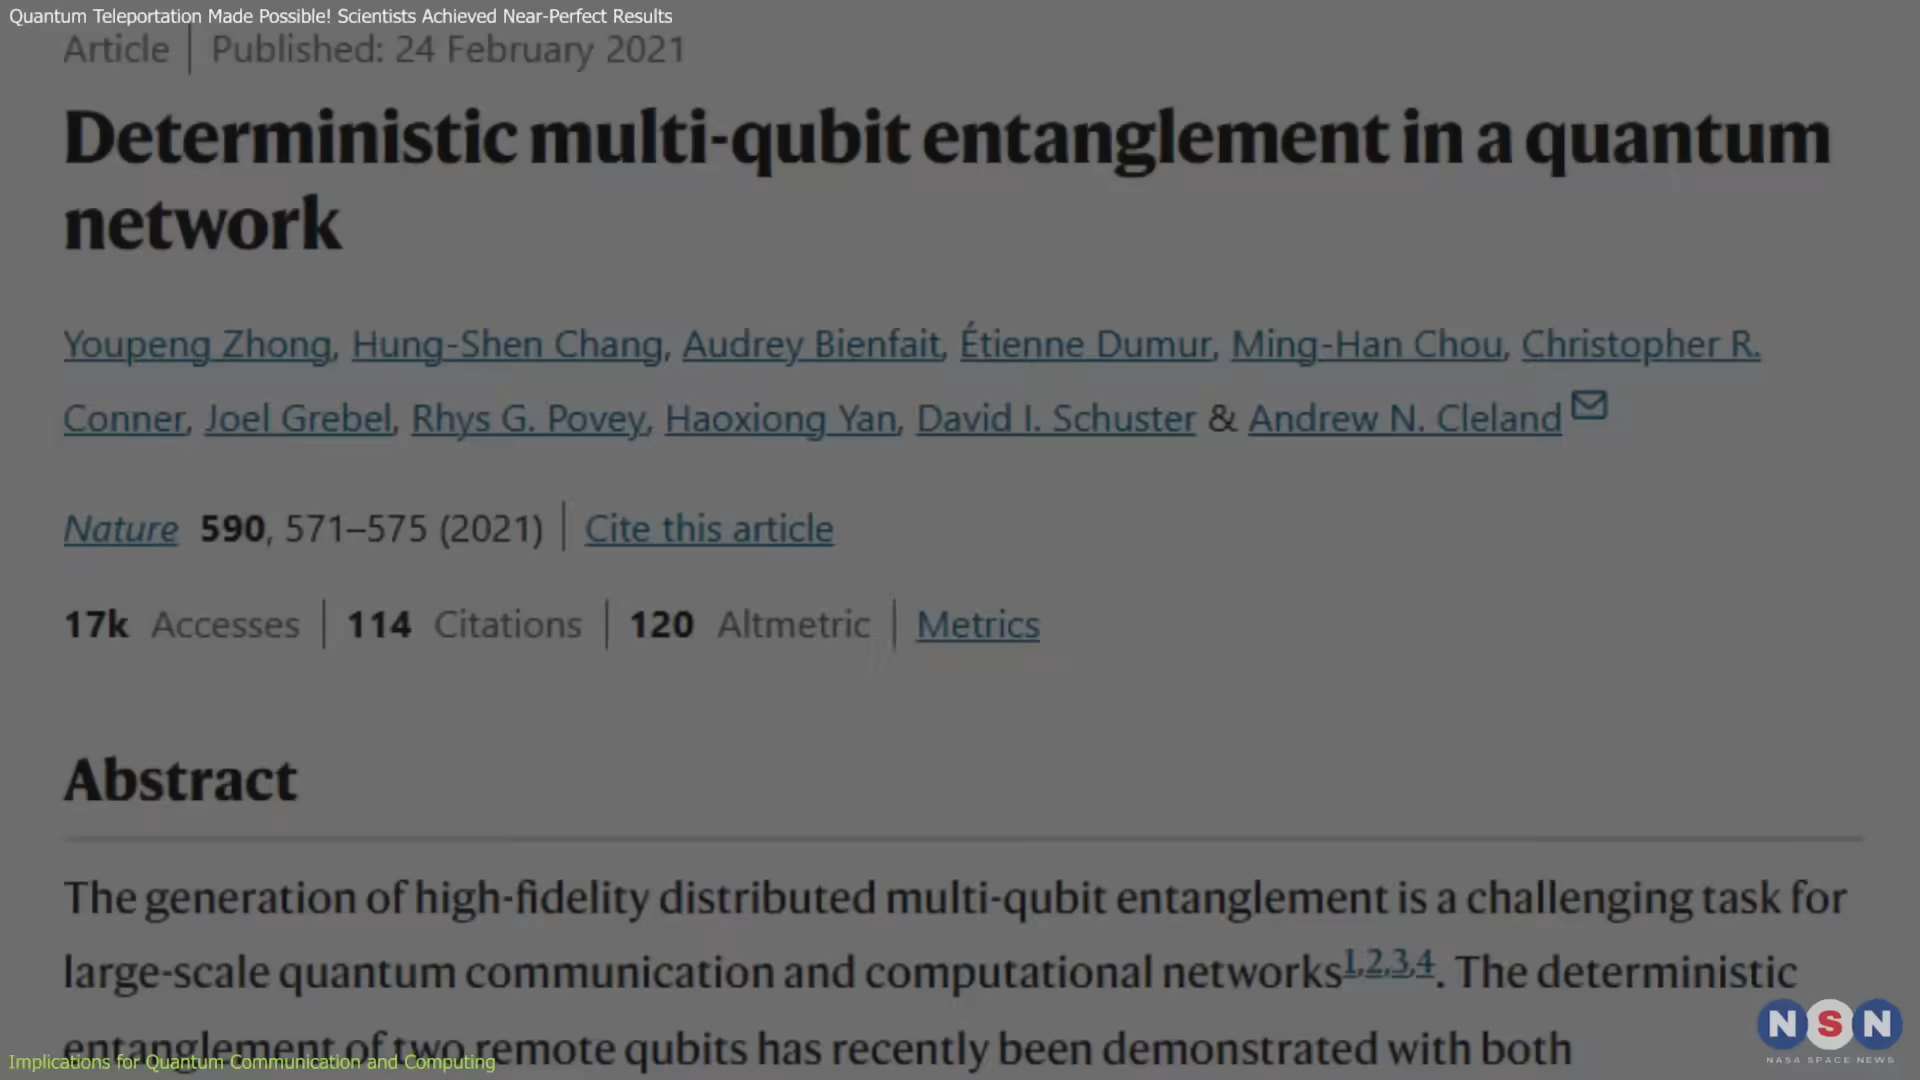 Quantum Teleportation Made Possible! Scientists Achieved Near-Perfect Results
Article | Published: 24 February 2021
Deterministic multi-qubit entanglement in a quantum
network
Youpeng Zhong, Hung-Shen Chang, Audrey Bienfait, Étienne Dumur, Ming-Han Chou, Christopher R.
Conner, Joel Grebel, Rhys G. Povey, Haoxiong Yan, David I. Schuster & Andrew N. Cleland
Nature 590, 571–575 (2021) | Cite this article
17k Accesses | 114 Citations | 120 Altmetric | Metrics
Abstract
The generation of high-fidelity distributed multi-qubit entanglement is a challenging task for
large-scale quantum communication and computational networks1,2,3,4. The deterministic
entanglement of two remote qubits has recently been demonstrated with both
Implications for Quantum Communication and Computing
NSN
NASA SPACE NEWS